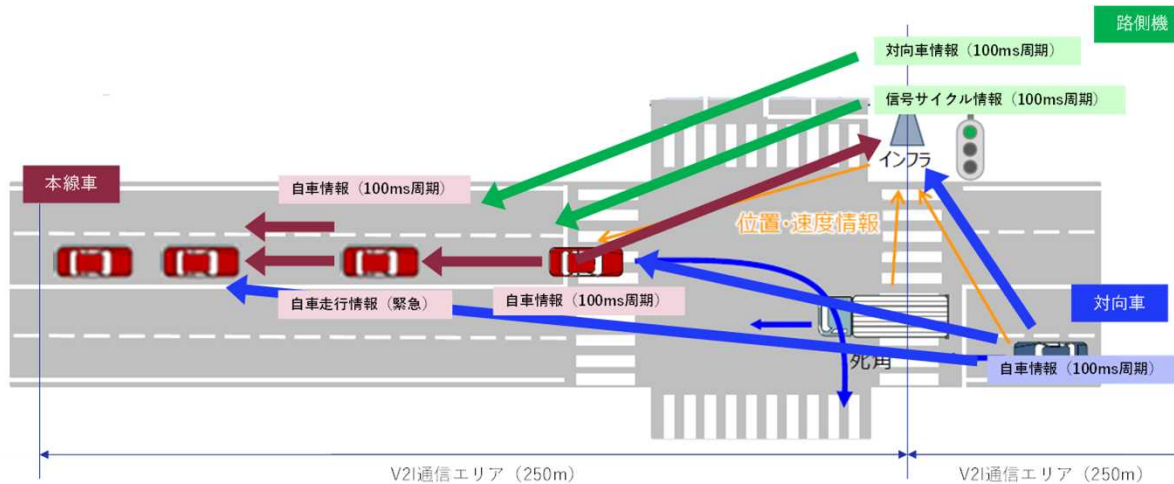 路側機
対向車情報（100ms周期）
信号サイクル情報（100ms周期）
インフラ
本線車
自車情報（100ms周期）
位置・速度情報
自車走行情報（緊急）
自車情報（100ms周期）
対向車
死角
自車情報（100ms周期）
V2I通信エリア（250m）
V2I通信エリア（250m）